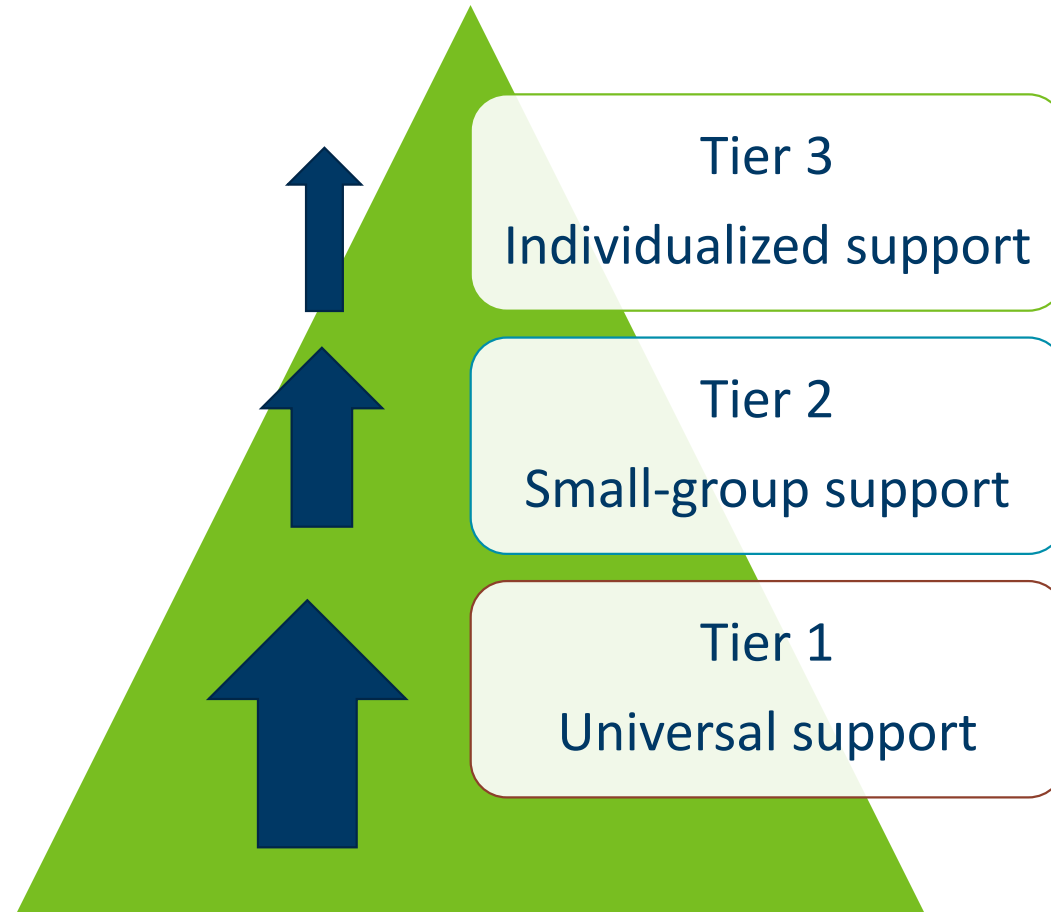 Tier 3
Individualized support
Tier 2
Small-group support
Tier 1
Universal support